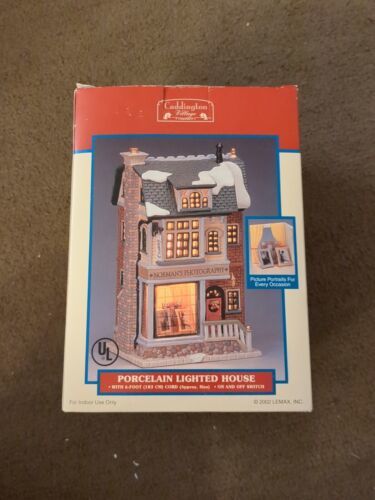 Caddington
Village
NORMAN'S PHOTOGRAPHY
Picture Portraits For
Every Occasion
UL
PORCELAIN LIGHTED HOUSE
• WITH 6-FOOT (183 CM) CORD (Approx. Size) • ON AND OFF SWITCH
For Indoor Use Only
© 2002 LEMAX, INC